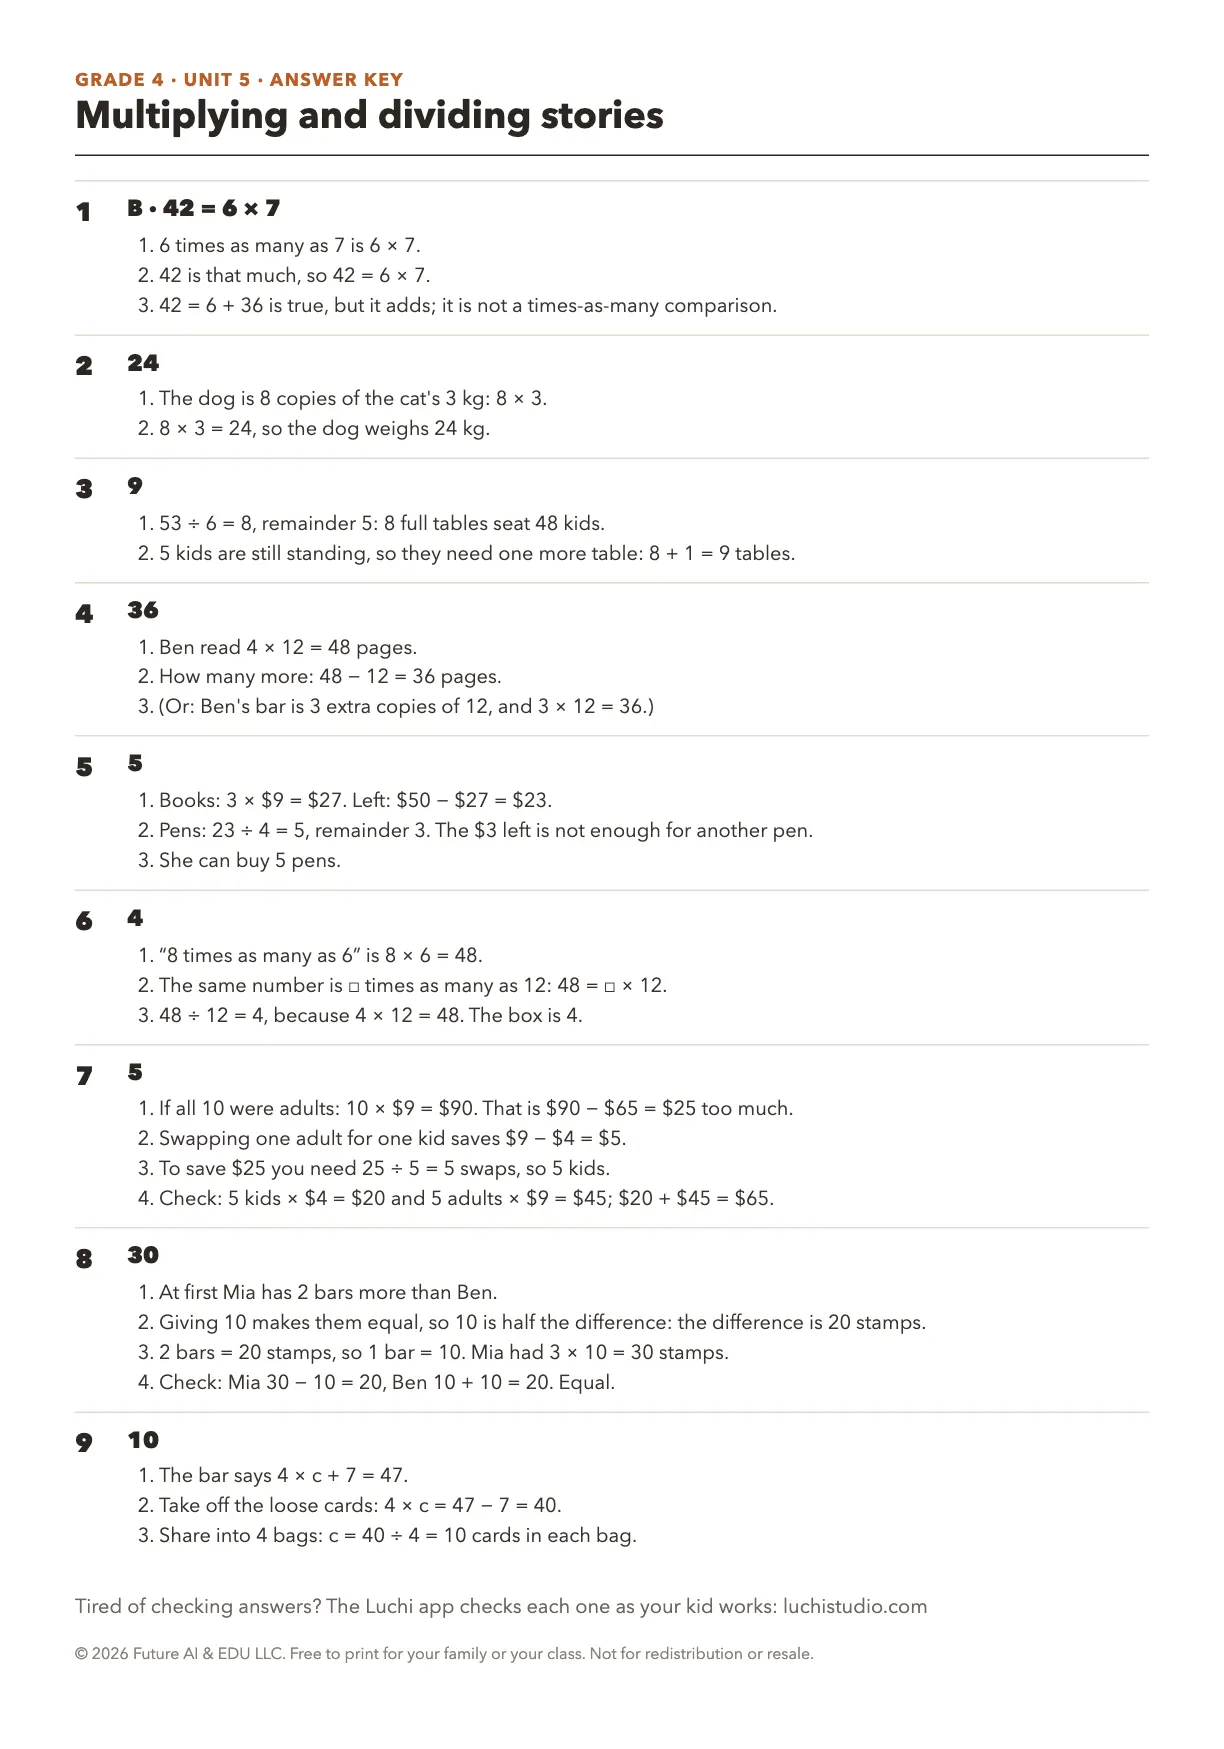 GRADE 4 · UNIT 5 · ANSWER KEY
Multiplying and dividing stories
1 B · 42 = 6 × 7
1. 6 times as many as 7 is 6 × 7.
2. 42 is that much, so 42 = 6 × 7.
3. 42 = 6 + 36 is true, but it adds; it is not a times-as-many comparison.
2 24
1. The dog is 8 copies of the cat's 3 kg: 8 × 3.
2. 8 × 3 = 24, so the dog weighs 24 kg.
3 9
1. 53 ÷ 6 = 8, remainder 5: 8 full tables seat 48 kids.
2. 5 kids are still standing, so they need one more table: 8 + 1 = 9 tables.
4 36
1. Ben read 4 × 12 = 48 pages.
2. How many more: 48 − 12 = 36 pages.
3. (Or: Ben's bar is 3 extra copies of 12, and 3 × 12 = 36.)
5 5
1. Books: 3 × $9 = $27. Left: $50 − $27 = $23.
2. Pens: 23 ÷ 4 = 5, remainder 3. The $3 left is not enough for another pen.
3. She can buy 5 pens.
6 4
1. “8 times as many as 6” is 8 × 6 = 48.
2. The same number is □ times as many as 12: 48 = □ × 12.
3. 48 ÷ 12 = 4, because 4 × 12 = 48. The box is 4.
7 5
1. If all 10 were adults: 10 × $9 = $90. That is $90 − $65 = $25 too much.
2. Swapping one adult for one kid saves $9 − $4 = $5.
3. To save $25 you need 25 ÷ 5 = 5 swaps, so 5 kids.
4. Check: 5 kids × $4 = $20 and 5 adults × $9 = $45; $20 + $45 = $65.
8 30
1. At first Mia has 2 bars more than Ben.
2. Giving 10 makes them equal, so 10 is half the difference: the difference is 20 stamps.
3. 2 bars = 20 stamps, so 1 bar = 10. Mia had 3 × 10 = 30 stamps.
4. Check: Mia 30 − 10 = 20, Ben 10 + 10 = 20. Equal.
9 10
1. The bar says 4 × c + 7 = 47.
2. Take off the loose cards: 4 × c = 47 − 7 = 40.
3. Share into 4 bags: c = 40 ÷ 4 = 10 cards in each bag.
Tired of checking answers? The Luchi app checks each one as your kid works: luchistudio.com
© 2026 Future AI & EDU LLC. Free to print for your family or your class. Not for redistribution or resale.